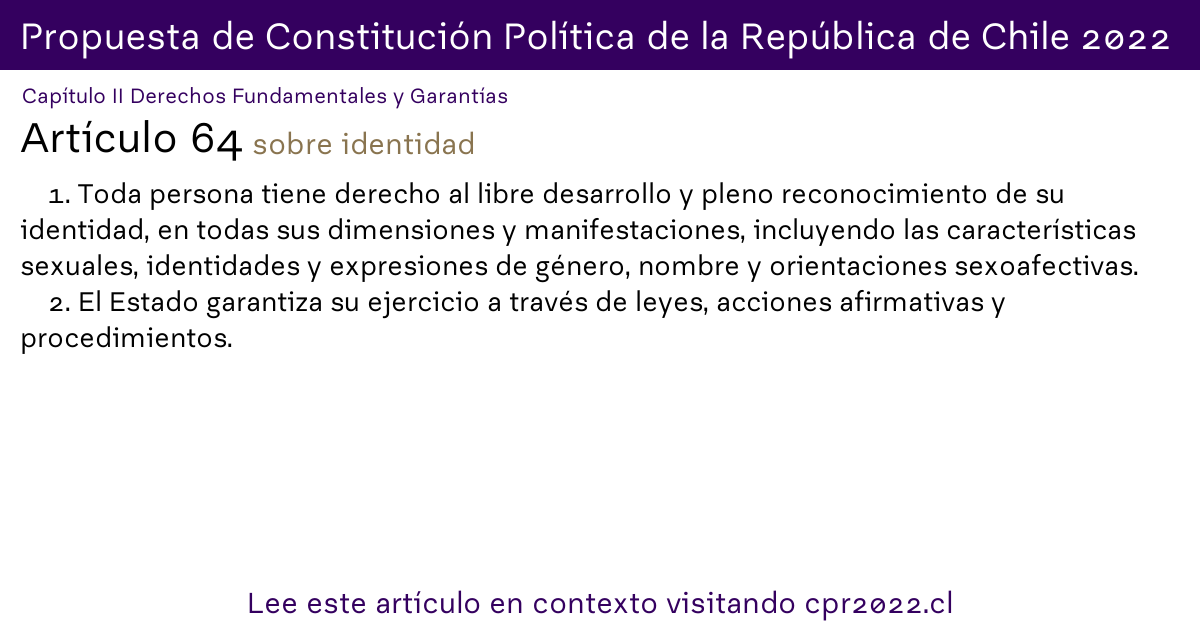 Propuesta de Constitución Política de la República de Chile 2022
Capítulo II Derechos Fundamentales y Garantías
Artículo 64 sobre identidad
1. Toda persona tiene derecho al libre desarrollo y pleno reconocimiento de su
identidad, en todas sus dimensiones y manifestaciones, incluyendo las características
sexuales, identidades y expresiones de género, nombre y orientaciones sexoafectivas.
2. El Estado garantiza su ejercicio a través de leyes, acciones afirmativas y
procedimientos.
Lee este artículo en contexto visitando cpr2022.cl